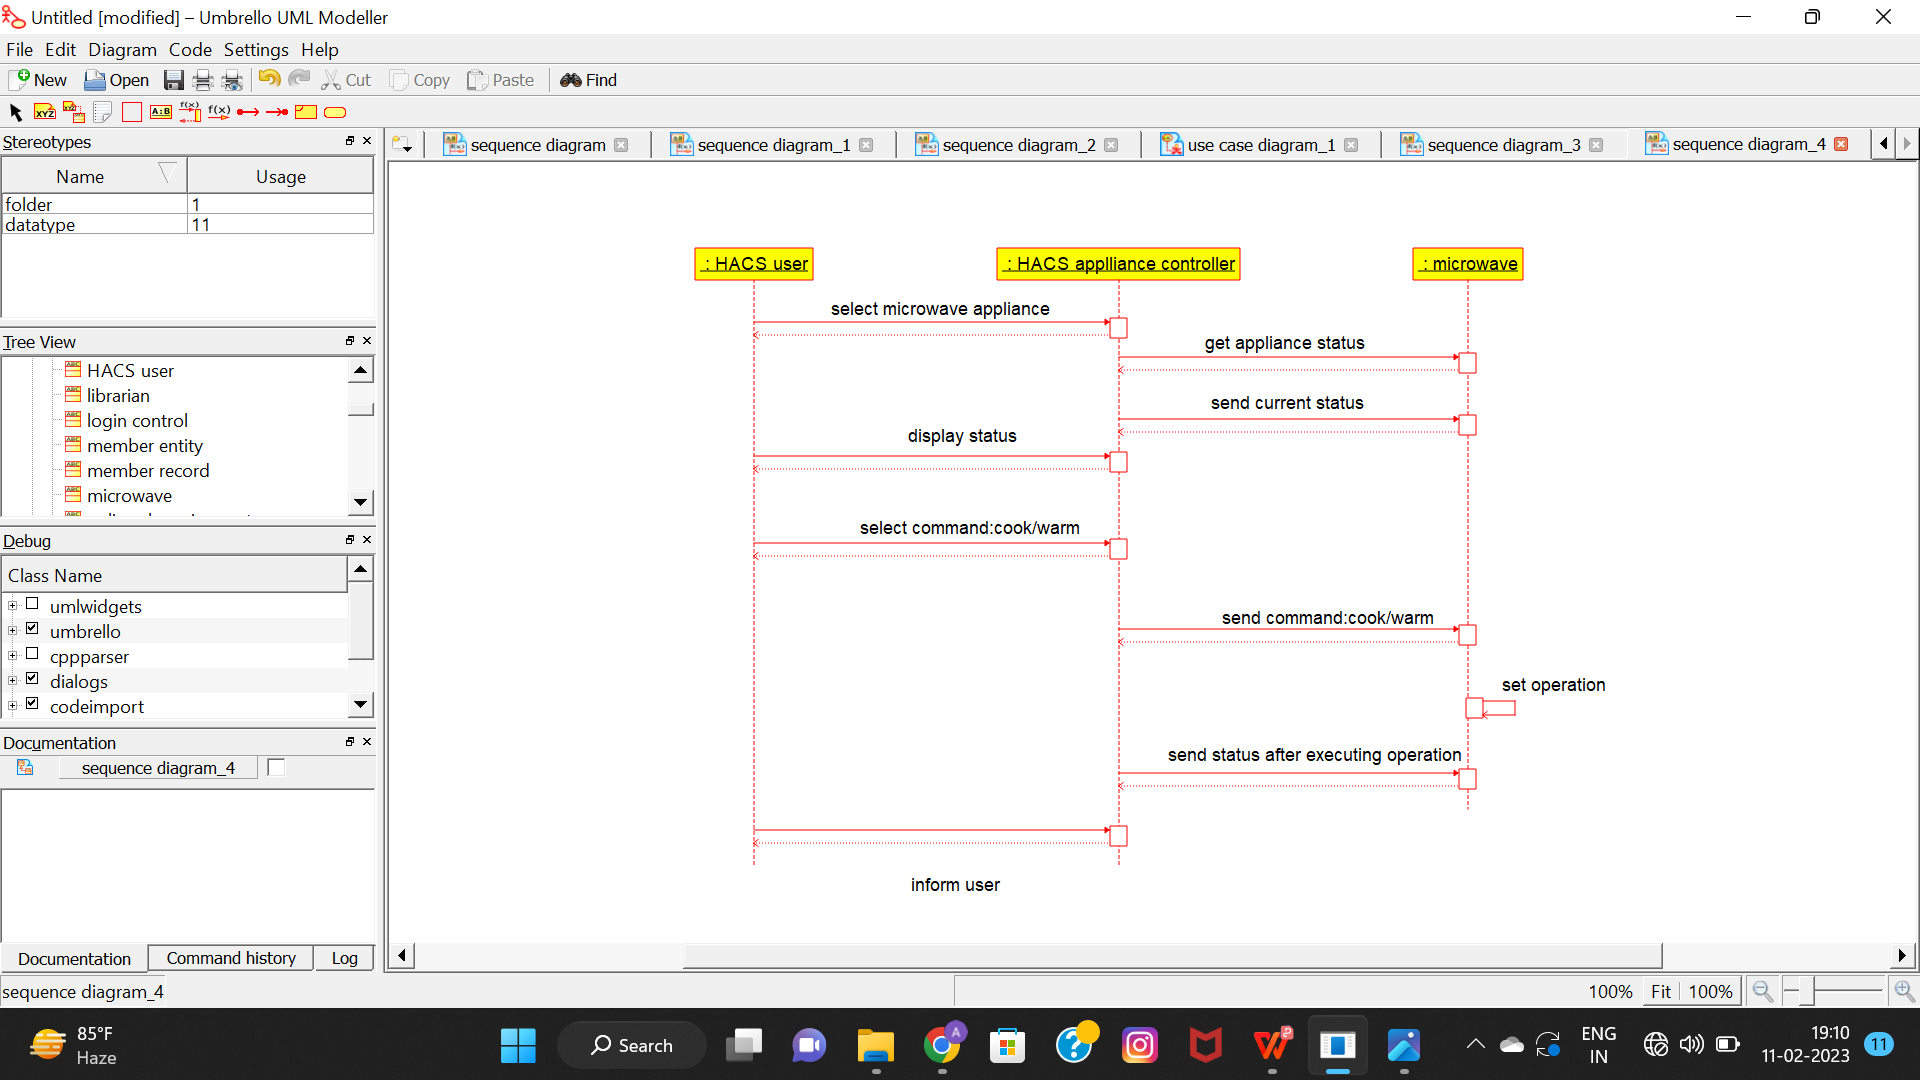 Untitled [modified] – Umbrello UML Modeller
File Edit Diagram Code Settings Help
New Open Cut Copy Paste Find
XYZ XYZ A:B f(x) f(x)
Stereotypes
Name Usage
folder 1
datatype 11
Tree View
HACS user
librarian
login control
member entity
member record
microwave
Debug
Class Name
umlwidgets
umbrello
cppparser
dialogs
codeimport
Documentation
sequence diagram_4
Documentation Command history Log
sequence diagram sequence diagram_1 sequence diagram_2 use case diagram_1 sequence diagram_3 sequence diagram_4
: HACS user : HACS applliance controller : microwave
select microwave appliance
get appliance status
send current status
display status
select command:cook/warm
send command:cook/warm
set operation
send status after executing operation
inform user
sequence diagram_4 100% Fit 100%
85°F
Haze
Search
A
ENG
IN
19:10
11-02-2023
11